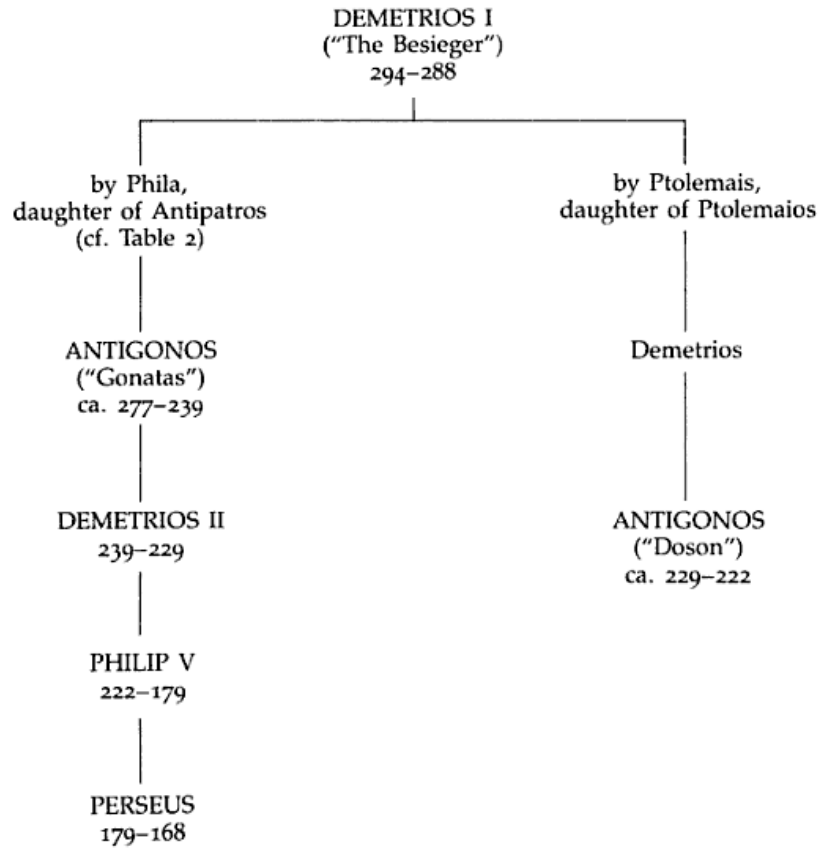 DEMETRIOS I
(“The Besieger”)
294–288
by Phila,
daughter of Antipatros
(cf. Table 2)
by Ptolemais,
daughter of Ptolemaios
ANTIGONOS
(“Gonatas”)
ca. 277–239
Demetrios
DEMETRIOS II
239–229
ANTIGONOS
(“Doson”)
ca. 229–222
PHILIP V
222–179
PERSEUS
179–168